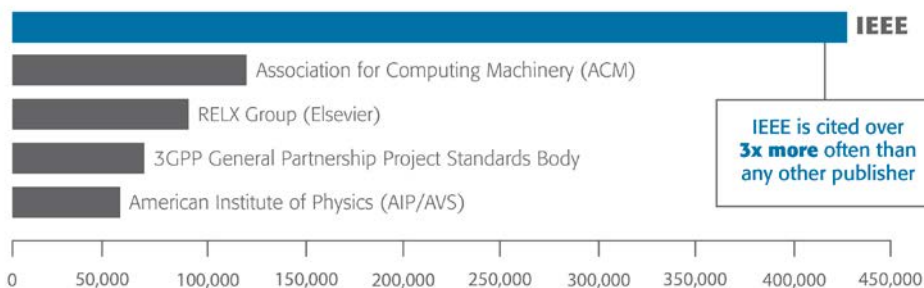 IEEE
Association for Computing Machinery (ACM)
RELX Group (Elsevier)
3GPP General Partnership Project Standards Body
American Institute of Physics (AIP/AVS)
IEEE is cited over
3x more often than
any other publisher
0 50,000 100,000 150,000 200,000 250,000 300,000 350,000 400,000 450,000